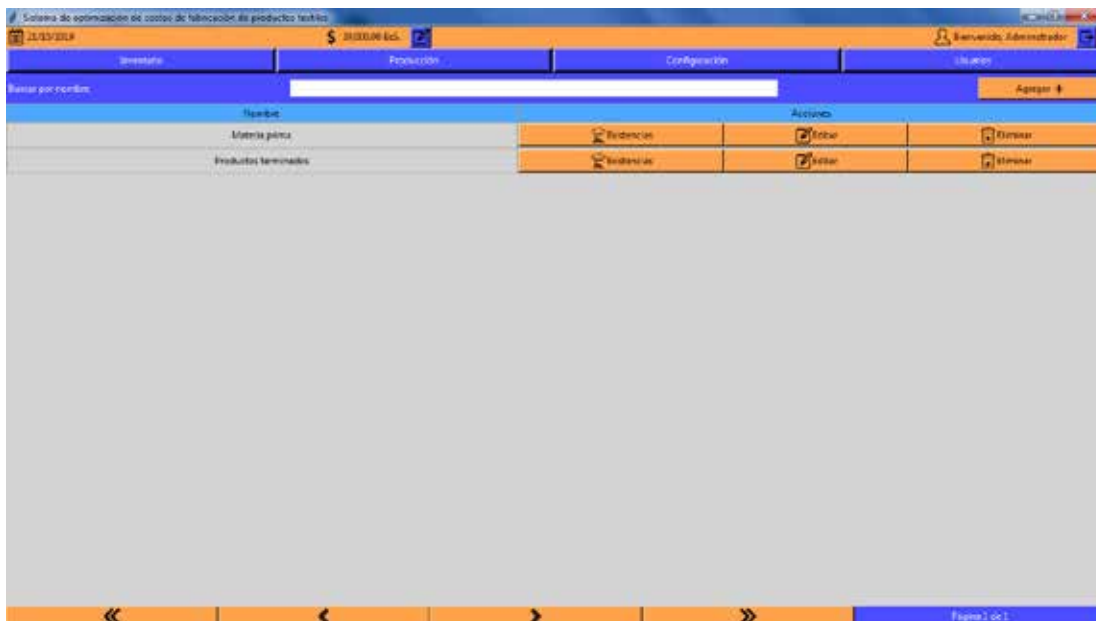 Sistema de optimización de costos de fabricación de productos textiles
$
Bienvenido, Administrador
Inventario Producción Configuración Usuarios
Buscar por nombre: Agregar +
Nombre Acciones
Materia prima Existencias Editar Eliminar
Productos terminados Existencias Editar Eliminar
« ‹ › » Página 1 de 1